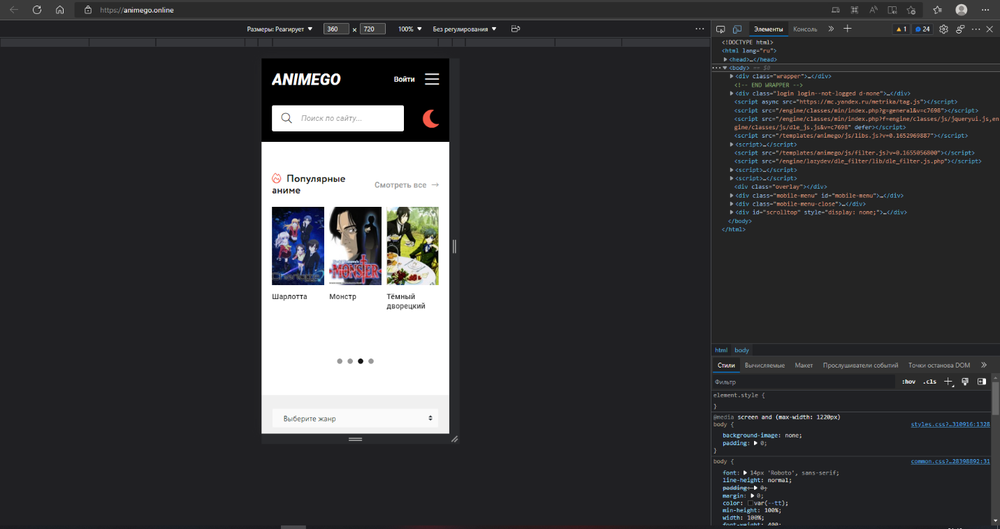 https://animego.online
Размеры: Реагирует ▼ 360 x 720 100% ▼ Без регулирования ▼
Элементы Консоль 1 24
ANIMEGO Войти
Поиск по сайту...
Популярные аниме
Смотреть все →
Charlotte
MONSTER
Шарлотта
Монстр
Тёмный дворецкий
Выберите жанр
<!DOCTYPE html>
<html lang="ru">
<head>…</head>
<body> == $0
<div class="wrapper">…</div>
<!-- END WRAPPER -->
<div class="login login--not-logged d-none">…</div>
<script async src="https://mc.yandex.ru/metrika/tag.js"></script>
<script src="/engine/classes/min/index.php?g=general&v=c7698"></script>
<script src="/engine/classes/min/index.php?f=engine/classes/js/jqueryui.js,en
gine/classes/js/dle_js.js&v=c7698" defer></script>
<script src="/templates/animego/js/libs.js?v=0.1652969887"></script>
<script>…</script>
<script src="/templates/animego/js/filter.js?v=0.1655056800"></script>
<script src="/engine/lazydev/dle_filter/lib/dle_filter.js.php"></script>
<script>…</script>
<script>…</script>
<div class="overlay"></div>
<div class="mobile-menu" id="mobile-menu">…</div>
<div class="mobile-menu-close">…</div>
<div id="scrolltop" style="display: none;">…</div>
</body>
</html>
html body
Стили Вычисляемые Макет Прослушиватели событий Точки останова DOM
Фильтр :hov .cls
element.style {
}
@media screen and (max-width: 1220px)
body { styles.css?…310916:1328
background-image: none;
padding: ▶ 0;
}
body { common.css?…28398892:31
font: ▶ 14px 'Roboto', sans-serif;
line-height: normal;
padding: ▶ 0;
margin: ▶ 0;
color: var(--tt);
min-height: 100%;
width: 100%;
font-weight: 400;